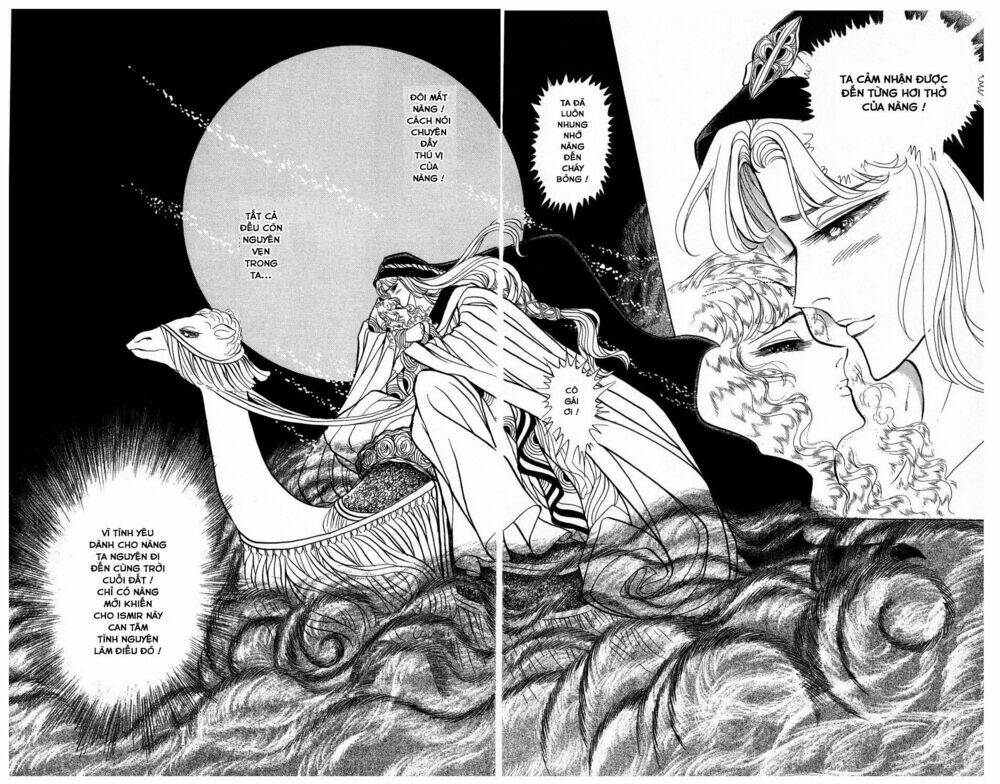 TA CẢM NHẬN ĐƯỢC
ĐẾN TỪNG HƠI THỞ
CỦA NÀNG !
TA ĐÃ
LUÔN
NHUNG
NHỚ
NÀNG
ĐẾN
CHÁY
BỎNG !
CÔ
GÁI
ƠI !
ĐÔI MẮT
NÀNG !
CÁCH NÓI
CHUYỆN
ĐẦY
THÚ VỊ
CỦA
NÀNG !
TẤT CẢ
ĐỀU CÒN
NGUYÊN
VẸN
TRONG
TA...
VÌ TÌNH YÊU
DÀNH CHO NÀNG
TA NGUYỆN ĐI
ĐẾN CÙNG TRỜI
CUỐI ĐẤT !
CHỈ CÓ NÀNG
MỚI KHIẾN
CHO ISMIR NÀY
CAN TÂM
TÌNH NGUYỆN
LÀM ĐIỀU ĐÓ !